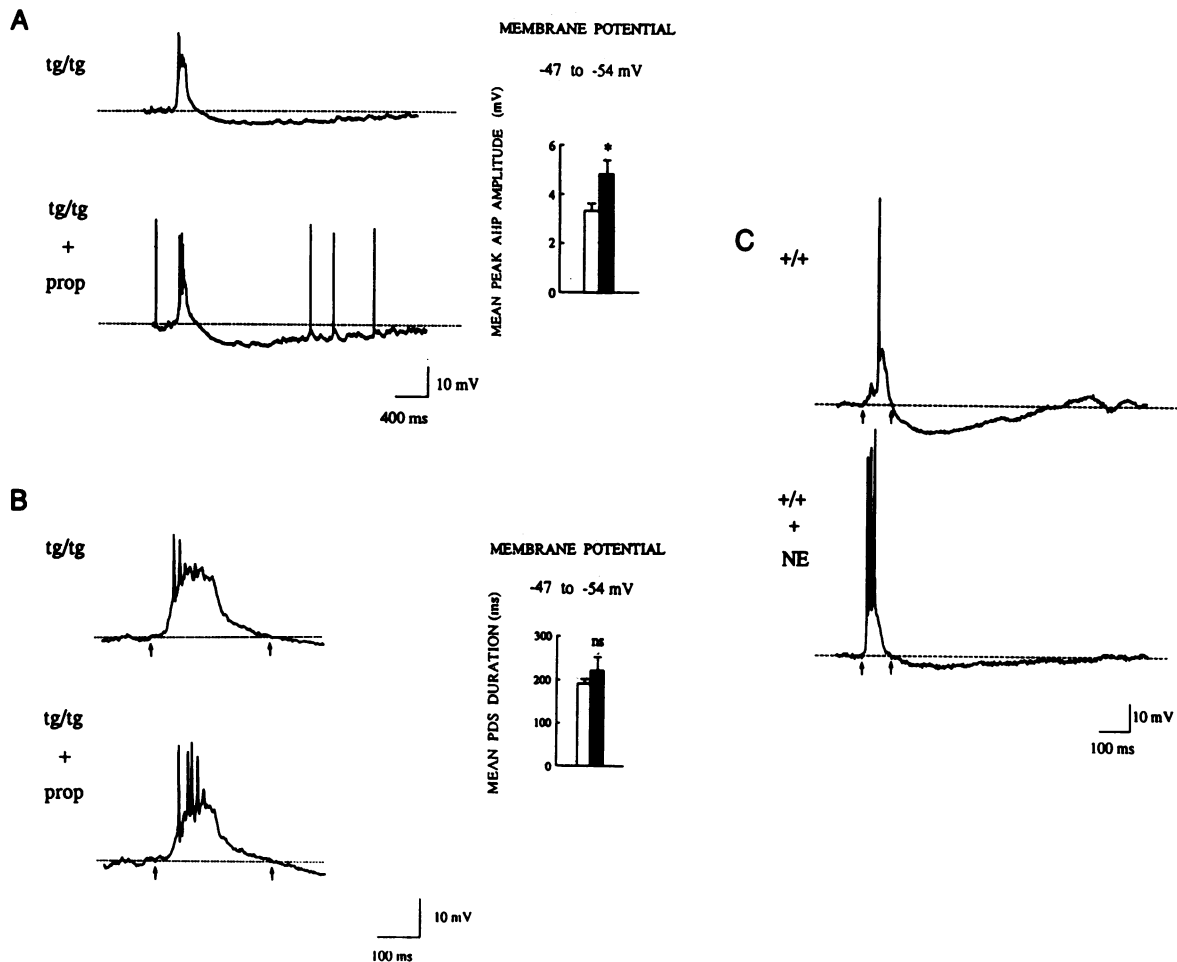 A
tg/tg
tg/tg
+
prop
10 mV
400 ms
MEMBRANE POTENTIAL
-47 to -54 mV
MEAN PEAK AHP AMPLITUDE (mV)
6
4
2
0
*
B
tg/tg
tg/tg
+
prop
10 mV
100 ms
MEMBRANE POTENTIAL
-47 to -54 mV
MEAN PDS DURATION (ms)
300
200
100
0
ns
C
+/+
+/+
+
NE
10 mV
100 ms